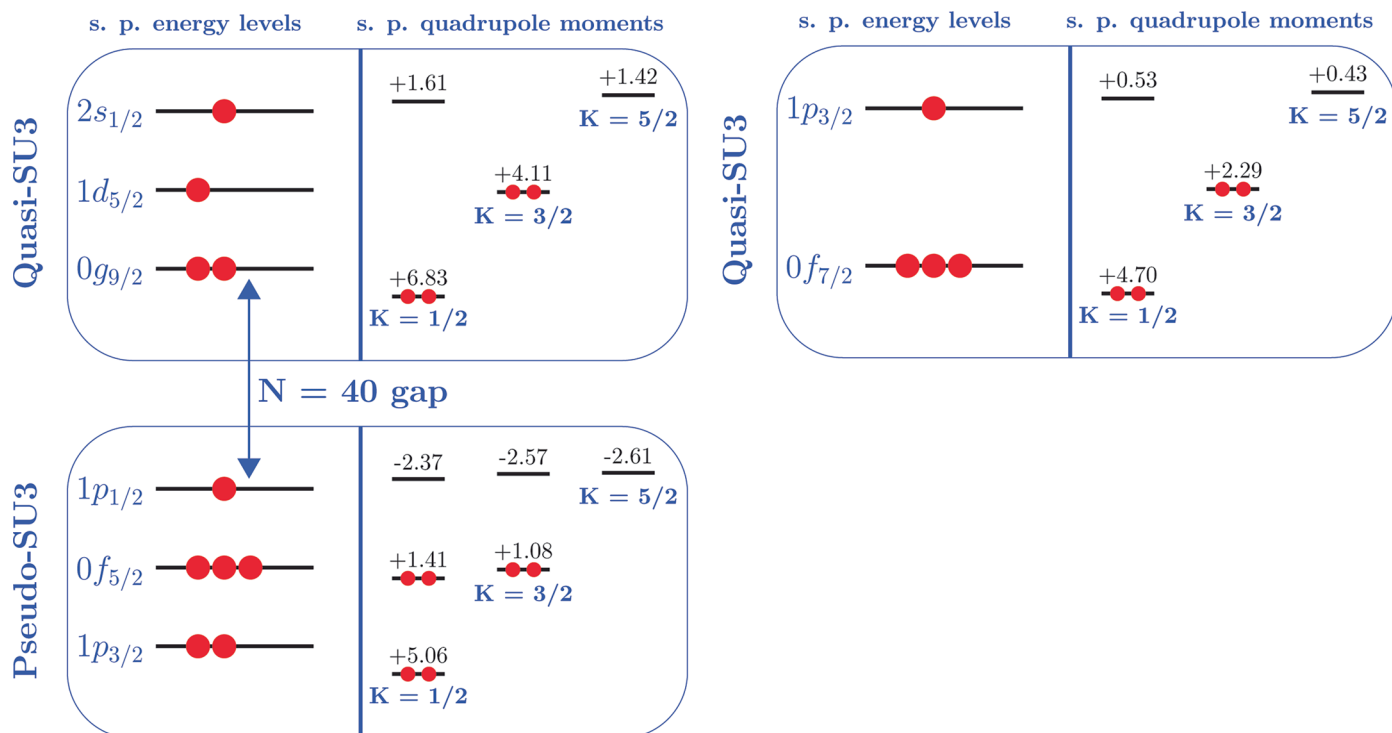 s. p. energy levels
s. p. quadrupole moments
Quasi-SU3
2s1/2
1d5/2
0g9/2
+1.61
+1.42
K = 5/2
+4.11
K = 3/2
+6.83
K = 1/2
N = 40 gap
Pseudo-SU3
1p1/2
0f5/2
1p3/2
-2.37
-2.57
-2.61
K = 5/2
+1.41
+1.08
K = 3/2
+5.06
K = 1/2
s. p. energy levels
s. p. quadrupole moments
Quasi-SU3
1p3/2
0f7/2
+0.53
+0.43
K = 5/2
+2.29
K = 3/2
+4.70
K = 1/2